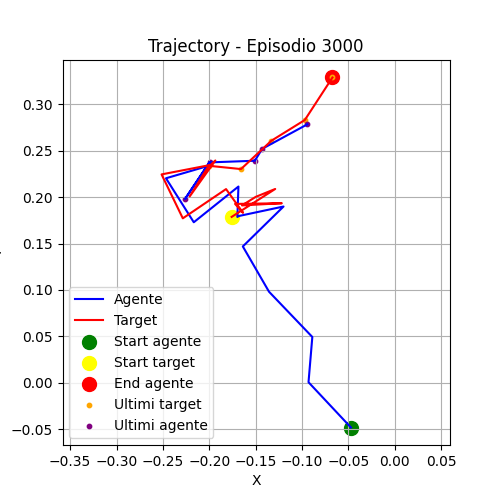 Trajectory - Episodio 3000
0.30
0.25
0.20
0.15
0.10
0.05
0.00
−0.05
Agente
Target
Start agente
Start target
End agente
Ultimi target
Ultimi agente
−0.35 −0.30 −0.25 −0.20 −0.15 −0.10 −0.05 0.00 0.05
X